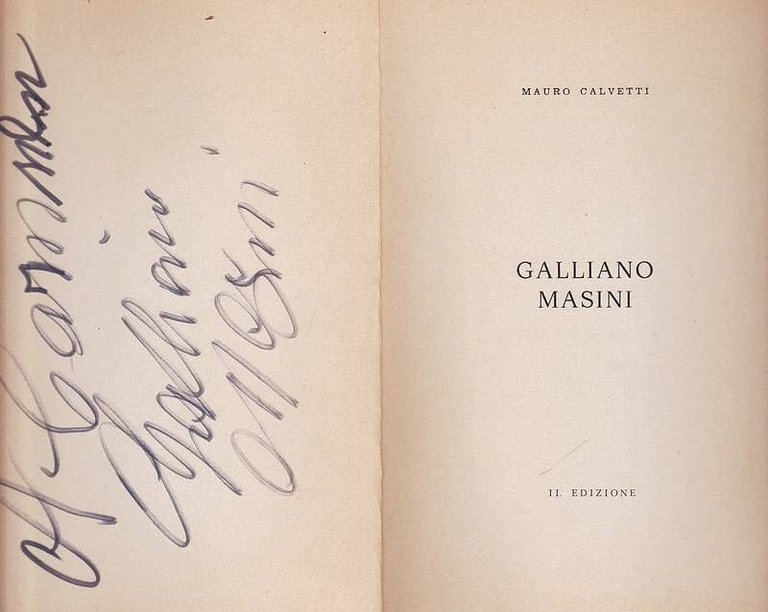 Galliano
Masini
MAURO CALVETTI
GALLIANO
MASINI
II. EDIZIONE